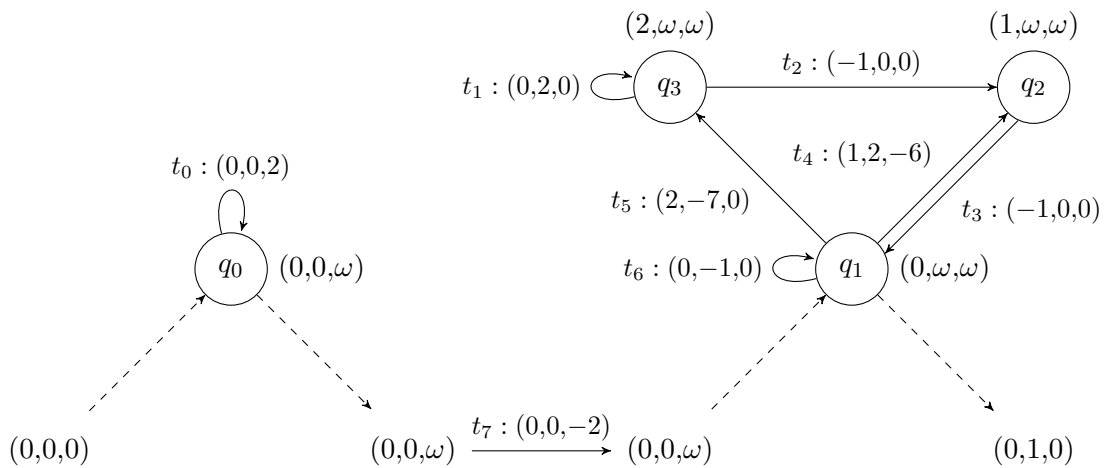 (2,ω,ω)
(1,ω,ω)
t2 : (−1,0,0)
t1 : (0,2,0)
q3
q2
t0 : (0,0,2)
t4 : (1,2,−6)
t5 : (2,−7,0)
t3 : (−1,0,0)
q0
(0,0,ω)
t6 : (0,−1,0)
q1
(0,ω,ω)
t7 : (0,0,−2)
(0,0,0)
(0,0,ω)
(0,0,ω)
(0,1,0)